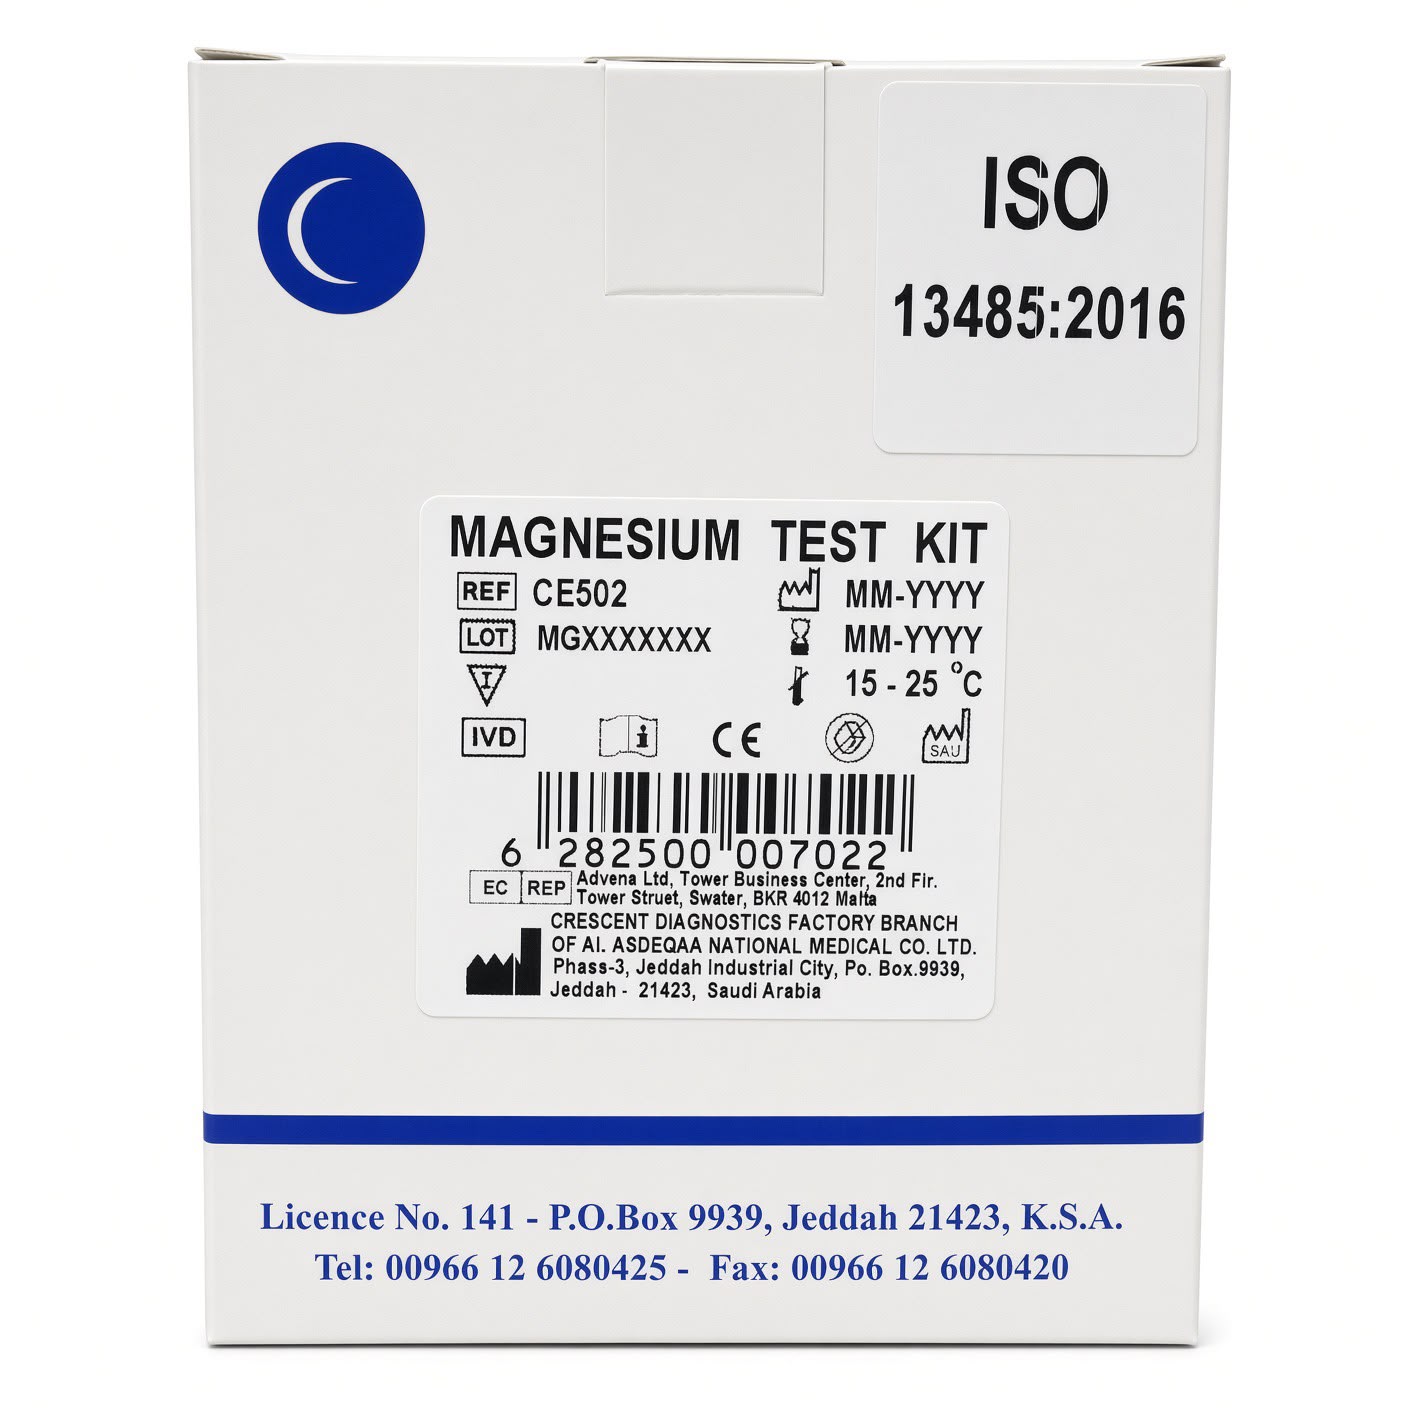 ISO
13485:2016
MAGNESIUM TEST KIT
REF CE502 MM-YYYY
LOT MGXXXXXXX MM-YYYY
I 15 - 25 °C
IVD i CE SAU
6 282500 007022
EC REP Advena Ltd, Tower Business Center, 2nd Fir.
Tower Struet, Swater, BKR 4012 Malta
CRESCENT DIAGNOSTICS FACTORY BRANCH
OF AI. ASDEQAA NATIONAL MEDICAL CO. LTD.
Phass-3, Jeddah Industrial City, Po. Box.9939,
Jeddah - 21423, Saudi Arabia
Licence No. 141 - P.O.Box 9939, Jeddah 21423, K.S.A.
Tel: 00966 12 6080425 - Fax: 00966 12 6080420